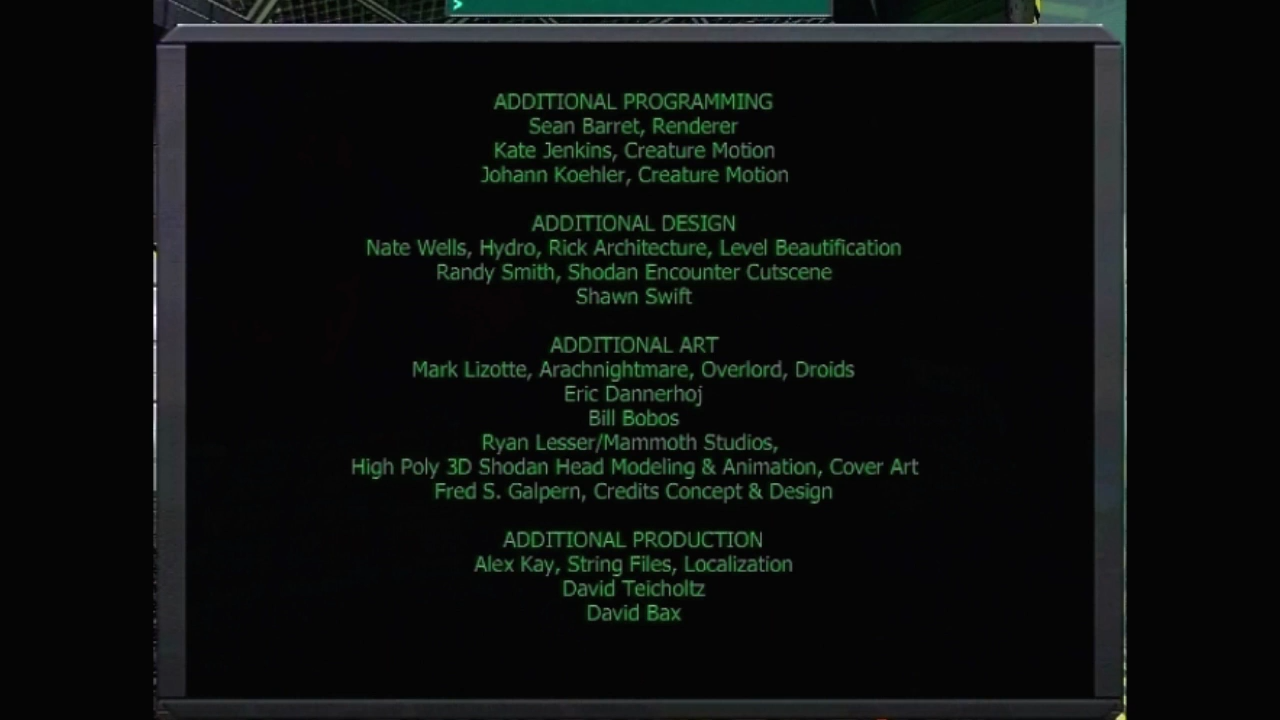 >
ADDITIONAL PROGRAMMING
Sean Barret, Renderer
Kate Jenkins, Creature Motion
Johann Koehler, Creature Motion
ADDITIONAL DESIGN
Nate Wells, Hydro, Rick Architecture, Level Beautification
Randy Smith, Shodan Encounter Cutscene
Shawn Swift
ADDITIONAL ART
Mark Lizotte, Arachnightmare, Overlord, Droids
Eric Dannerhoj
Bill Bobos
Ryan Lesser/Mammoth Studios,
High Poly 3D Shodan Head Modeling & Animation, Cover Art
Fred S. Galpern, Credits Concept & Design
ADDITIONAL PRODUCTION
Alex Kay, String Files, Localization
David Teicholtz
David Bax